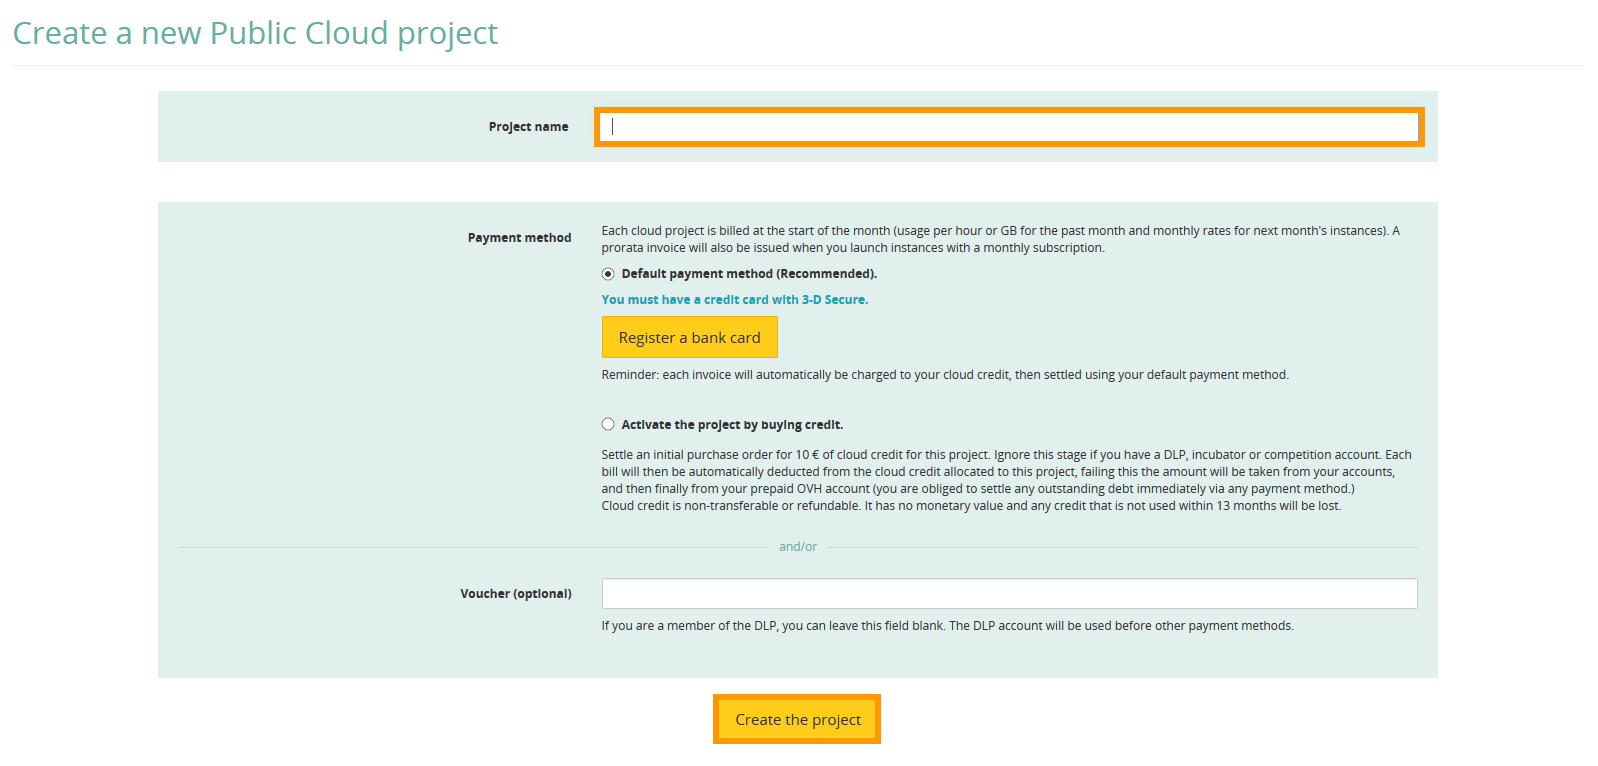 Create a new Public Cloud project
Project name
Payment method
Each cloud project is billed at the start of the month (usage per hour or GB for the past month and monthly rates for next month's instances). A
prorata invoice will also be issued when you launch instances with a monthly subscription.
Default payment method (Recommended).
You must have a credit card with 3-D Secure.
Register a bank card
Reminder: each invoice will automatically be charged to your cloud credit, then settled using your default payment method.
Activate the project by buying credit.
Settle an initial purchase order for 10 € of cloud credit for this project. Ignore this stage if you have a DLP, incubator or competition account. Each
bill will then be automatically deducted from the cloud credit allocated to this project, failing this the amount will be taken from your accounts,
and then finally from your prepaid OVH account (you are obliged to settle any outstanding debt immediately via any payment method.)
Cloud credit is non-transferable or refundable. It has no monetary value and any credit that is not used within 13 months will be lost.
and/or
Voucher (optional)
If you are a member of the DLP, you can leave this field blank. The DLP account will be used before other payment methods.
Create the project